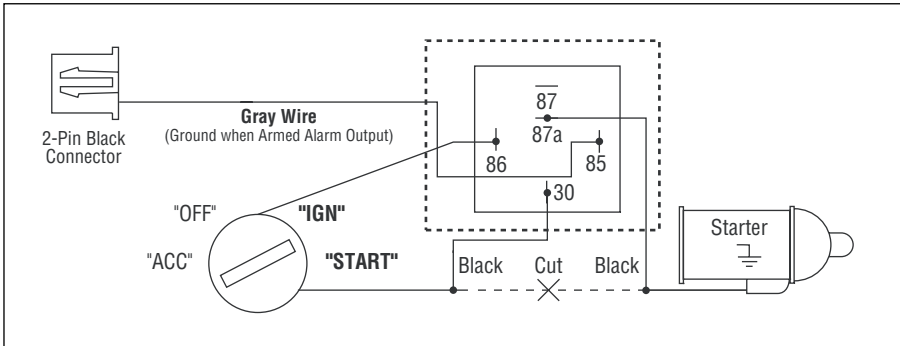 87
Gray Wire
(Ground when Armed Alarm Output)
87a
2-Pin Black
Connector
86
85
30
"OFF"
"IGN"
Starter
"ACC"
"START"
Black
Cut
Black